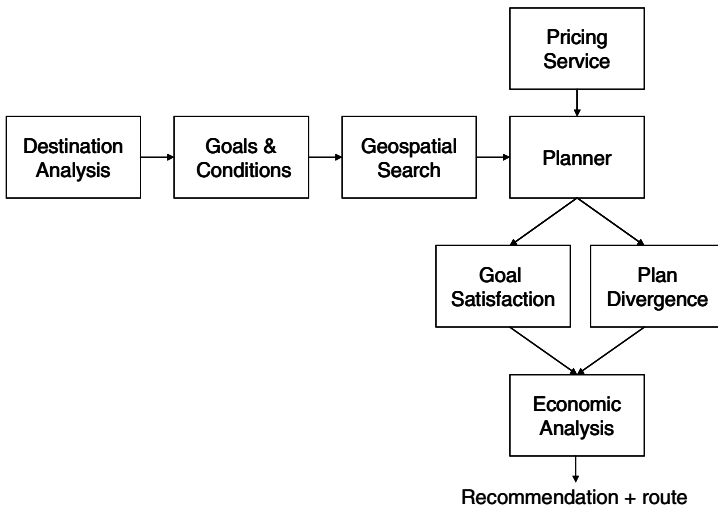 Pricing
Service
Destination
Analysis
Goals &
Conditions
Geospatial
Search
Planner
Goal
Satisfaction
Plan
Divergence
Economic
Analysis
Recommendation + route